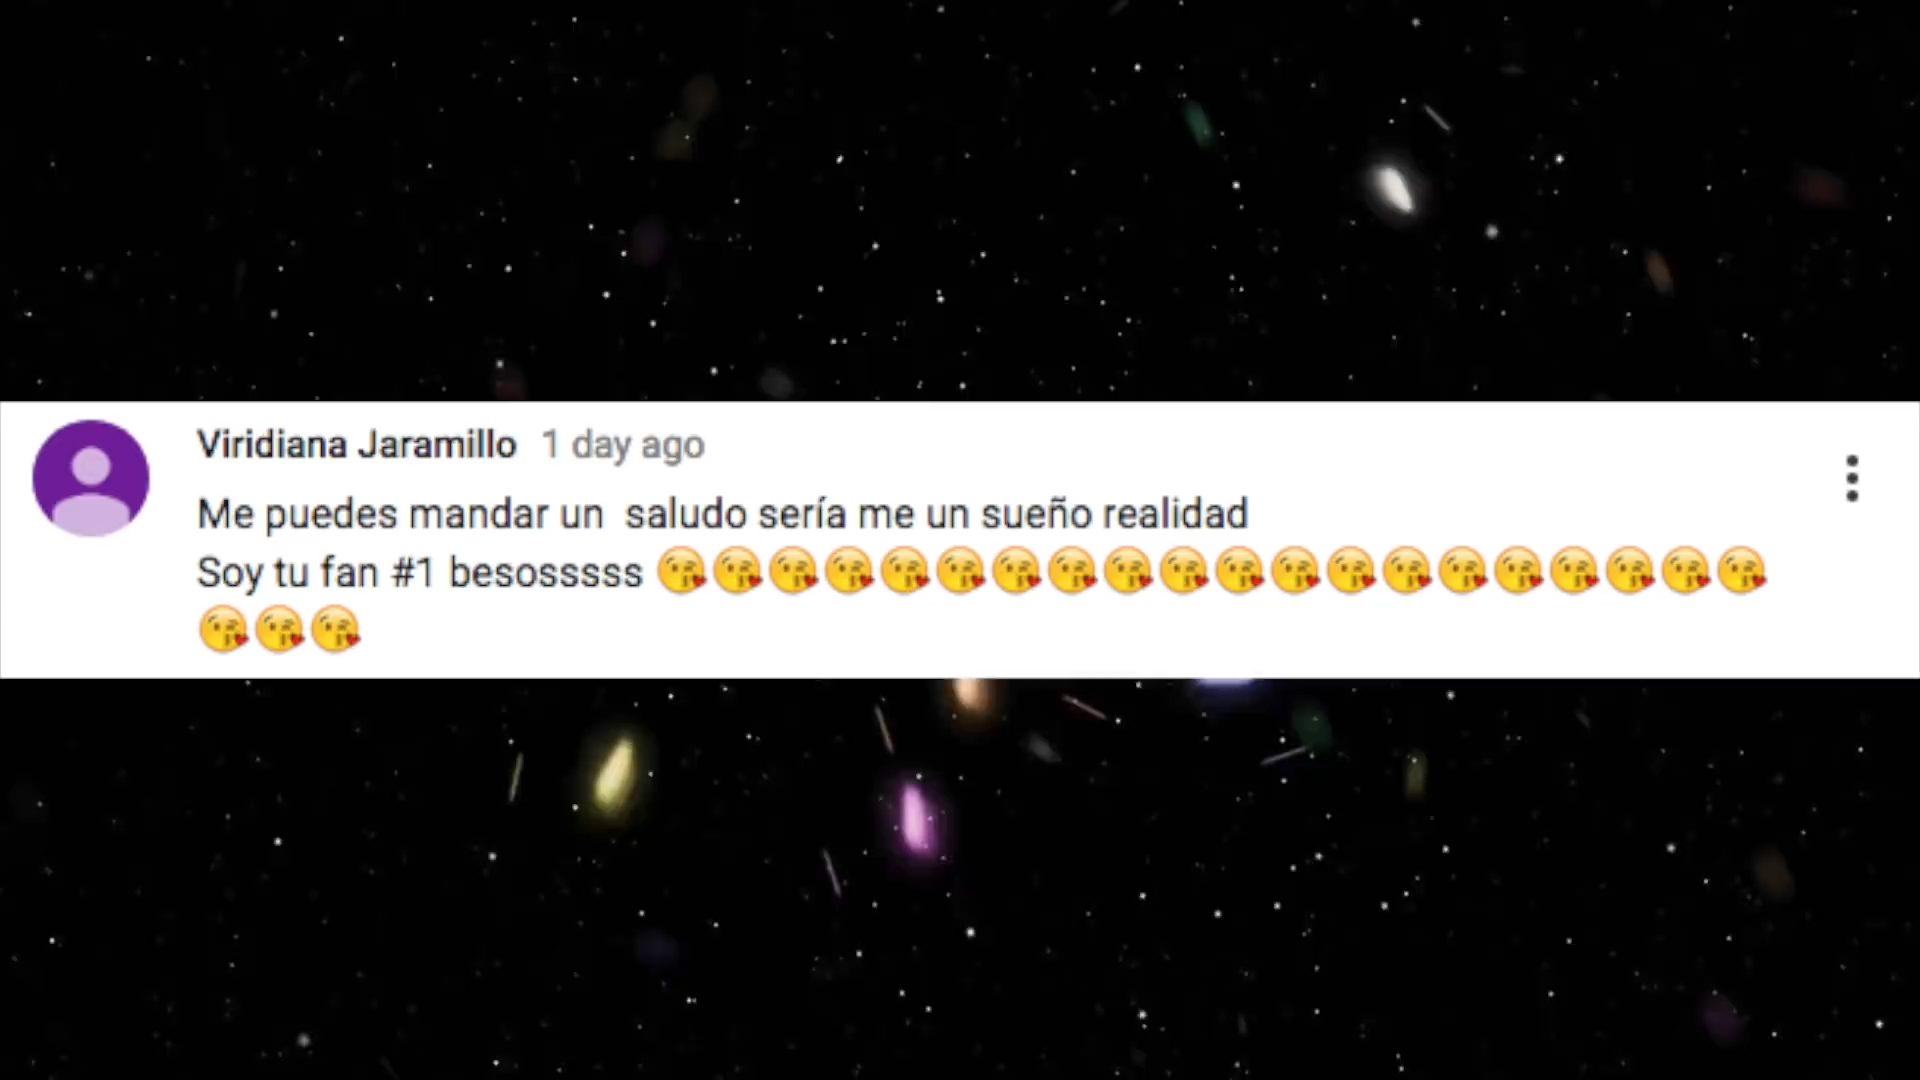 Viridiana Jaramillo 1 day ago
Me puedes mandar un saludo sería me un sueño realidad
Soy tu fan #1 besosssss 😘😘😘😘😘😘😘😘😘😘😘😘😘😘😘😘😘😘😘😘
😘😘😘